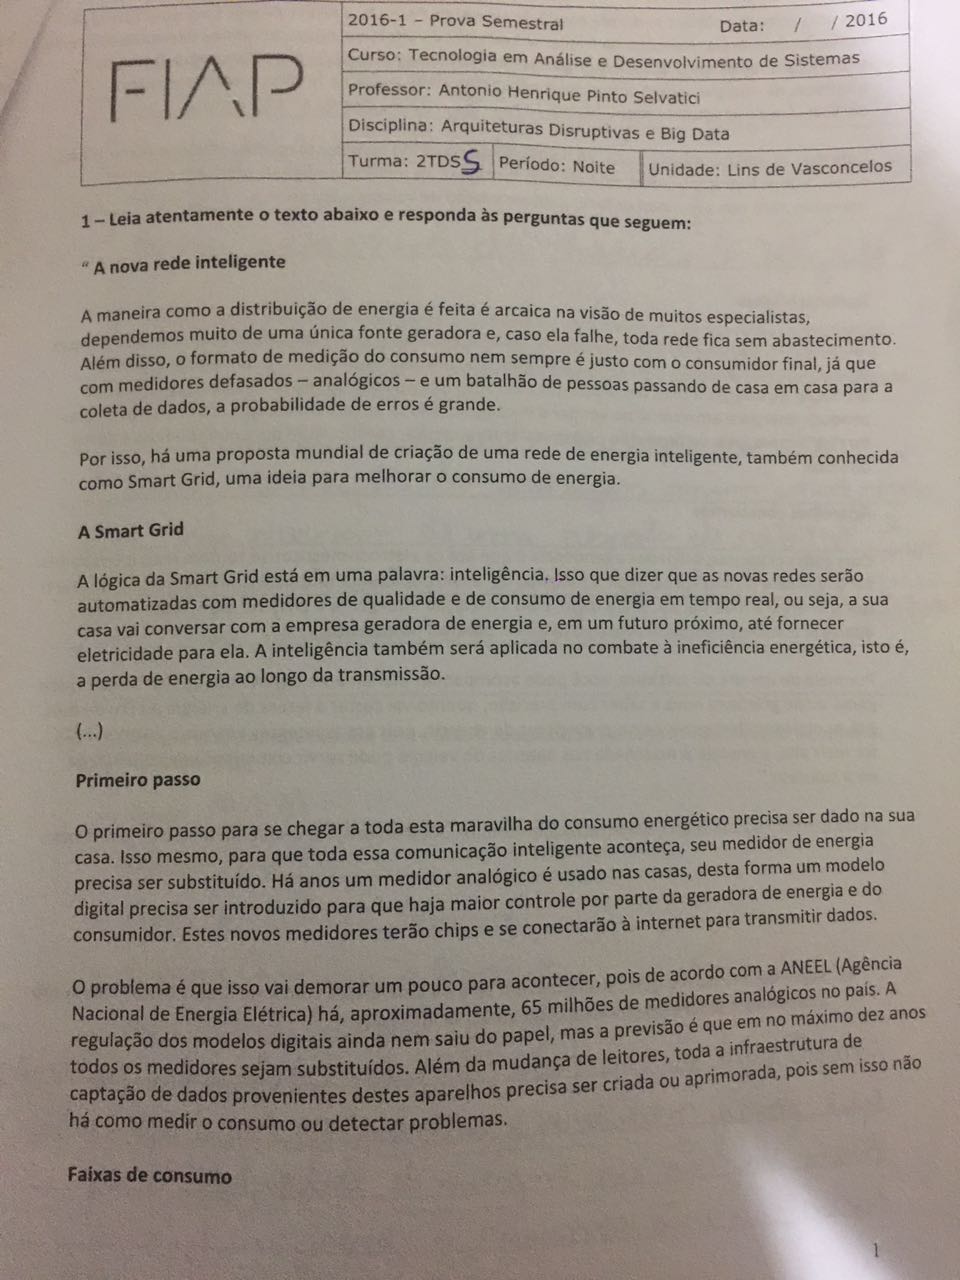 FIAP
2016-1 – Prova Semestral Data: / / 2016
Curso: Tecnologia em Análise e Desenvolvimento de Sistemas
Professor: Antonio Henrique Pinto Selvatici
Disciplina: Arquiteturas Disruptivas e Big Data
Turma: 2TDSS Período: Noite Unidade: Lins de Vasconcelos
1 – Leia atentamente o texto abaixo e responda às perguntas que seguem:
“ A nova rede inteligente
A maneira como a distribuição de energia é feita é arcaica na visão de muitos especialistas,
dependemos muito de uma única fonte geradora e, caso ela falhe, toda rede fica sem abastecimento.
Além disso, o formato de medição do consumo nem sempre é justo com o consumidor final, já que
com medidores defasados – analógicos – e um batalhão de pessoas passando de casa em casa para a
coleta de dados, a probabilidade de erros é grande.
Por isso, há uma proposta mundial de criação de uma rede de energia inteligente, também conhecida
como Smart Grid, uma ideia para melhorar o consumo de energia.
A Smart Grid
A lógica da Smart Grid está em uma palavra: inteligência. Isso que dizer que as novas redes serão
automatizadas com medidores de qualidade e de consumo de energia em tempo real, ou seja, a sua
casa vai conversar com a empresa geradora de energia e, em um futuro próximo, até fornecer
eletricidade para ela. A inteligência também será aplicada no combate à ineficiência energética, isto é,
a perda de energia ao longo da transmissão.
(...)
Primeiro passo
O primeiro passo para se chegar a toda esta maravilha do consumo energético precisa ser dado na sua
casa. Isso mesmo, para que toda essa comunicação inteligente aconteça, seu medidor de energia
precisa ser substituído. Há anos um medidor analógico é usado nas casas, desta forma um modelo
digital precisa ser introduzido para que haja maior controle por parte da geradora de energia e do
consumidor. Estes novos medidores terão chips e se conectarão à internet para transmitir dados.
O problema é que isso vai demorar um pouco para acontecer, pois de acordo com a ANEEL (Agência
Nacional de Energia Elétrica) há, aproximadamente, 65 milhões de medidores analógicos no país. A
regulação dos modelos digitais ainda nem saiu do papel, mas a previsão é que em no máximo dez anos
todos os medidores sejam substituídos. Além da mudança de leitores, toda a infraestrutura de
captação de dados provenientes destes aparelhos precisa ser criada ou aprimorada, pois sem isso não
há como medir o consumo ou detectar problemas.
Faixas de consumo
1